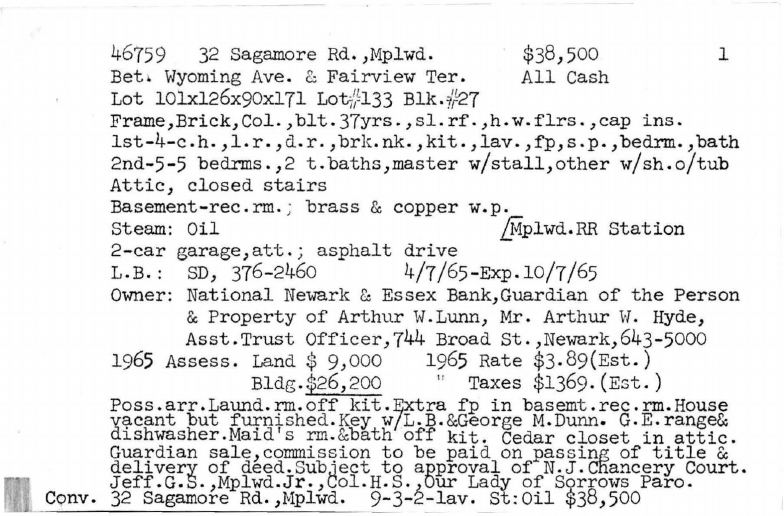 46759 32 Sagamore Rd.,Mplwd. $38,500 1
Bet. Wyoming Ave. & Fairview Ter. All Cash
Lot 101x126x90x171 Lot#133 Blk.#27
Frame,Brick,Col.,blt.37yrs.,sl.rf.,h.w.flrs.,cap ins.
1st-4-c.h.,l.r.,d.r.,brk.nk.,kit.,lav.,fp,s.p.,bedrm.,bath
2nd-5-5 bedrms.,2 t.baths,master w/stall,other w/sh.o/tub
Attic, closed stairs
Basement-rec.rm.; brass & copper w.p.
Steam: Oil /Mplwd.RR Station
2-car garage,att.; asphalt drive
L.B.: SD, 376-2460 4/7/65-Exp.10/7/65
Owner: National Newark & Essex Bank,Guardian of the Person
& Property of Arthur W.Lunn, Mr. Arthur W. Hyde,
Asst.Trust Officer,744 Broad St.,Newark,643-5000
1965 Assess. Land $ 9,000 1965 Rate $3.89(Est.)
Bldg.$26,200 " Taxes $1369.(Est.)
Poss.arr.Laund.rm.off kit.Extra fp in basemt.rec.rm.House
vacant but furnished.Key w/L.B.&George M.Dunn. G.E.range&
dishwasher.Maid's rm.&bath off kit. Cedar closet in attic.
Guardian sale,commission to be paid on passing of title &
delivery of deed.Subject to approval of N.J.Chancery Court.
Jeff.G.S.,Mplwd.Jr.,Col.H.S.,Our Lady of Sorrows Paro.
Conv. 32 Sagamore Rd.,Mplwd. 9-3-2-lav. St:Oil $38,500